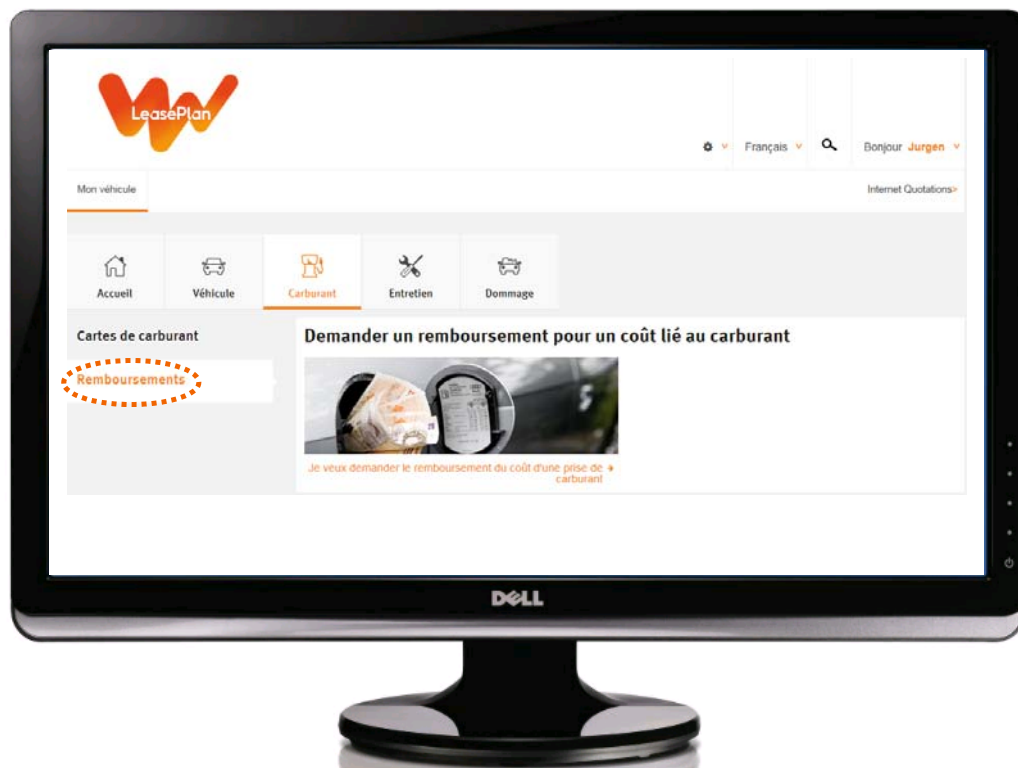 LeasePlan
Français
Bonjour Jurgen
Mon véhicule
Internet Quotations>
Accueil
Véhicule
Carburant
Entretien
Dommage
Cartes de carburant
Remboursements
Demander un remboursement pour un coût lié au carburant
Je veux demander le remboursement du coût d'une prise de
carburant
DELL